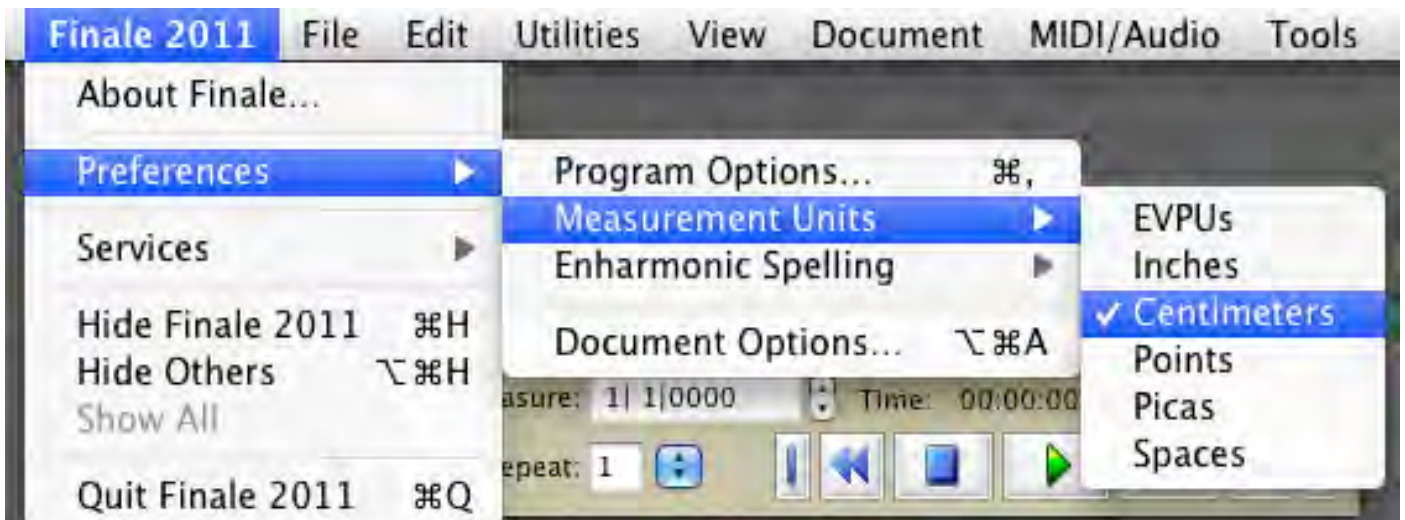 Finale 2011 File Edit Utilities View Document MIDI/Audio Tools
About Finale...
Preferences
Services
Hide Finale 2011 ⌘H
Hide Others ⌥⌘H
Show All
Quit Finale 2011 ⌘Q
Program Options... ⌘,
Measurement Units
Enharmonic Spelling
Document Options... ⌥⌘A
EVPUs
Inches
✓ Centimeters
Points
Picas
Spaces
asure: 1| 1|0000 Time: 00:00:00
epeat: 1